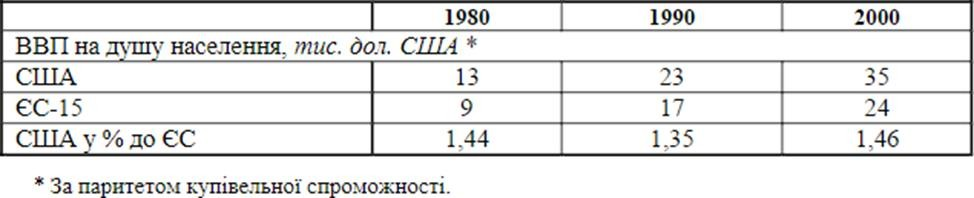 1980 1990 2000
ВВП на душу населення, тис. дол. США *
США 13 23 35
ЄС-15 9 17 24
США у % до ЄС 1,44 1,35 1,46
* За паритетом купівельної спроможності.